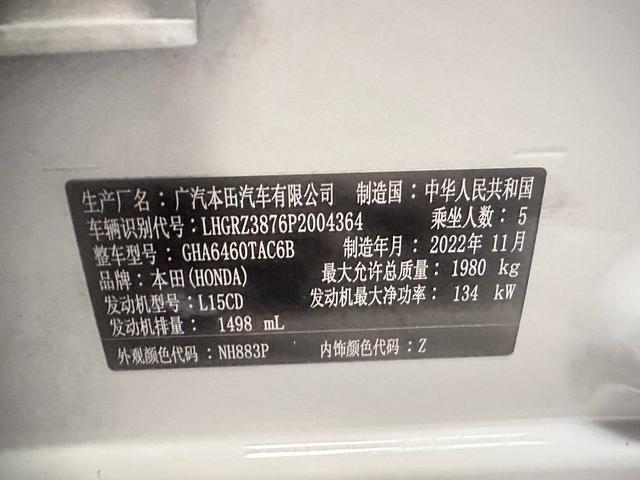 生产厂名：广汽本田汽车有限公司 制造国：中华人民共和国
车辆识别代号：LHGRZ3876P2004364 乘坐人数：5
整车型号：GHA6460TAC6B 制造年月：2022年11月
品牌：本田(HONDA) 最大允许总质量：1980 kg
发动机型号：L15CD 发动机最大净功率：134 kW
发动机排量：1498 mL
外观颜色代码：NH883P 内饰颜色代码：Z